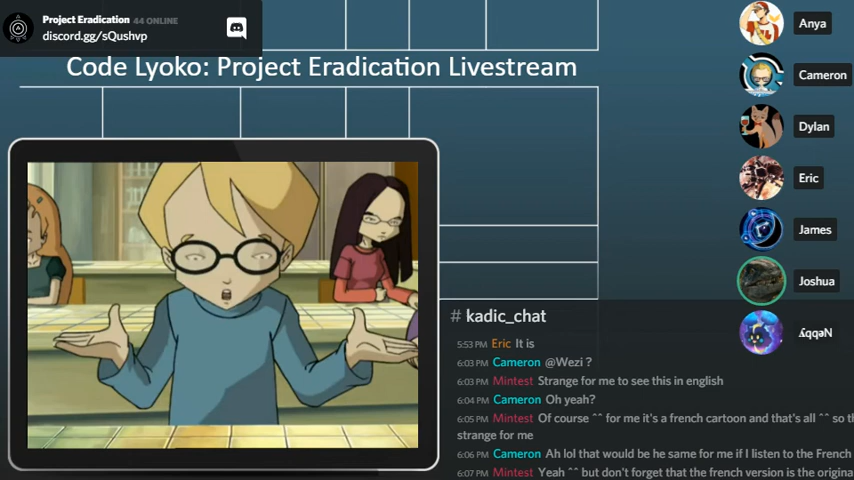 Project Eradication 44 ONLINE
discord.gg/sQushvp
Code Lyoko: Project Eradication Livestream
Anya
Cameron
Dylan
Eric
James
Joshua
# kadic_chat
5:53 PM Eric It is
6:03 PM Cameron @Wezi ?
6:03 PM Mintest Strange for me to see this in english
6:04 PM Cameron Oh yeah?
6:05 PM Mintest Of course ^^ for me it's a french cartoon and that's all ^^ so th
strange for me
6:06 PM Cameron Ah lol that would be he same for me if I listen to the French
6:07 PM Mintest Yeah ^^ but don't forget that the french version is the origina